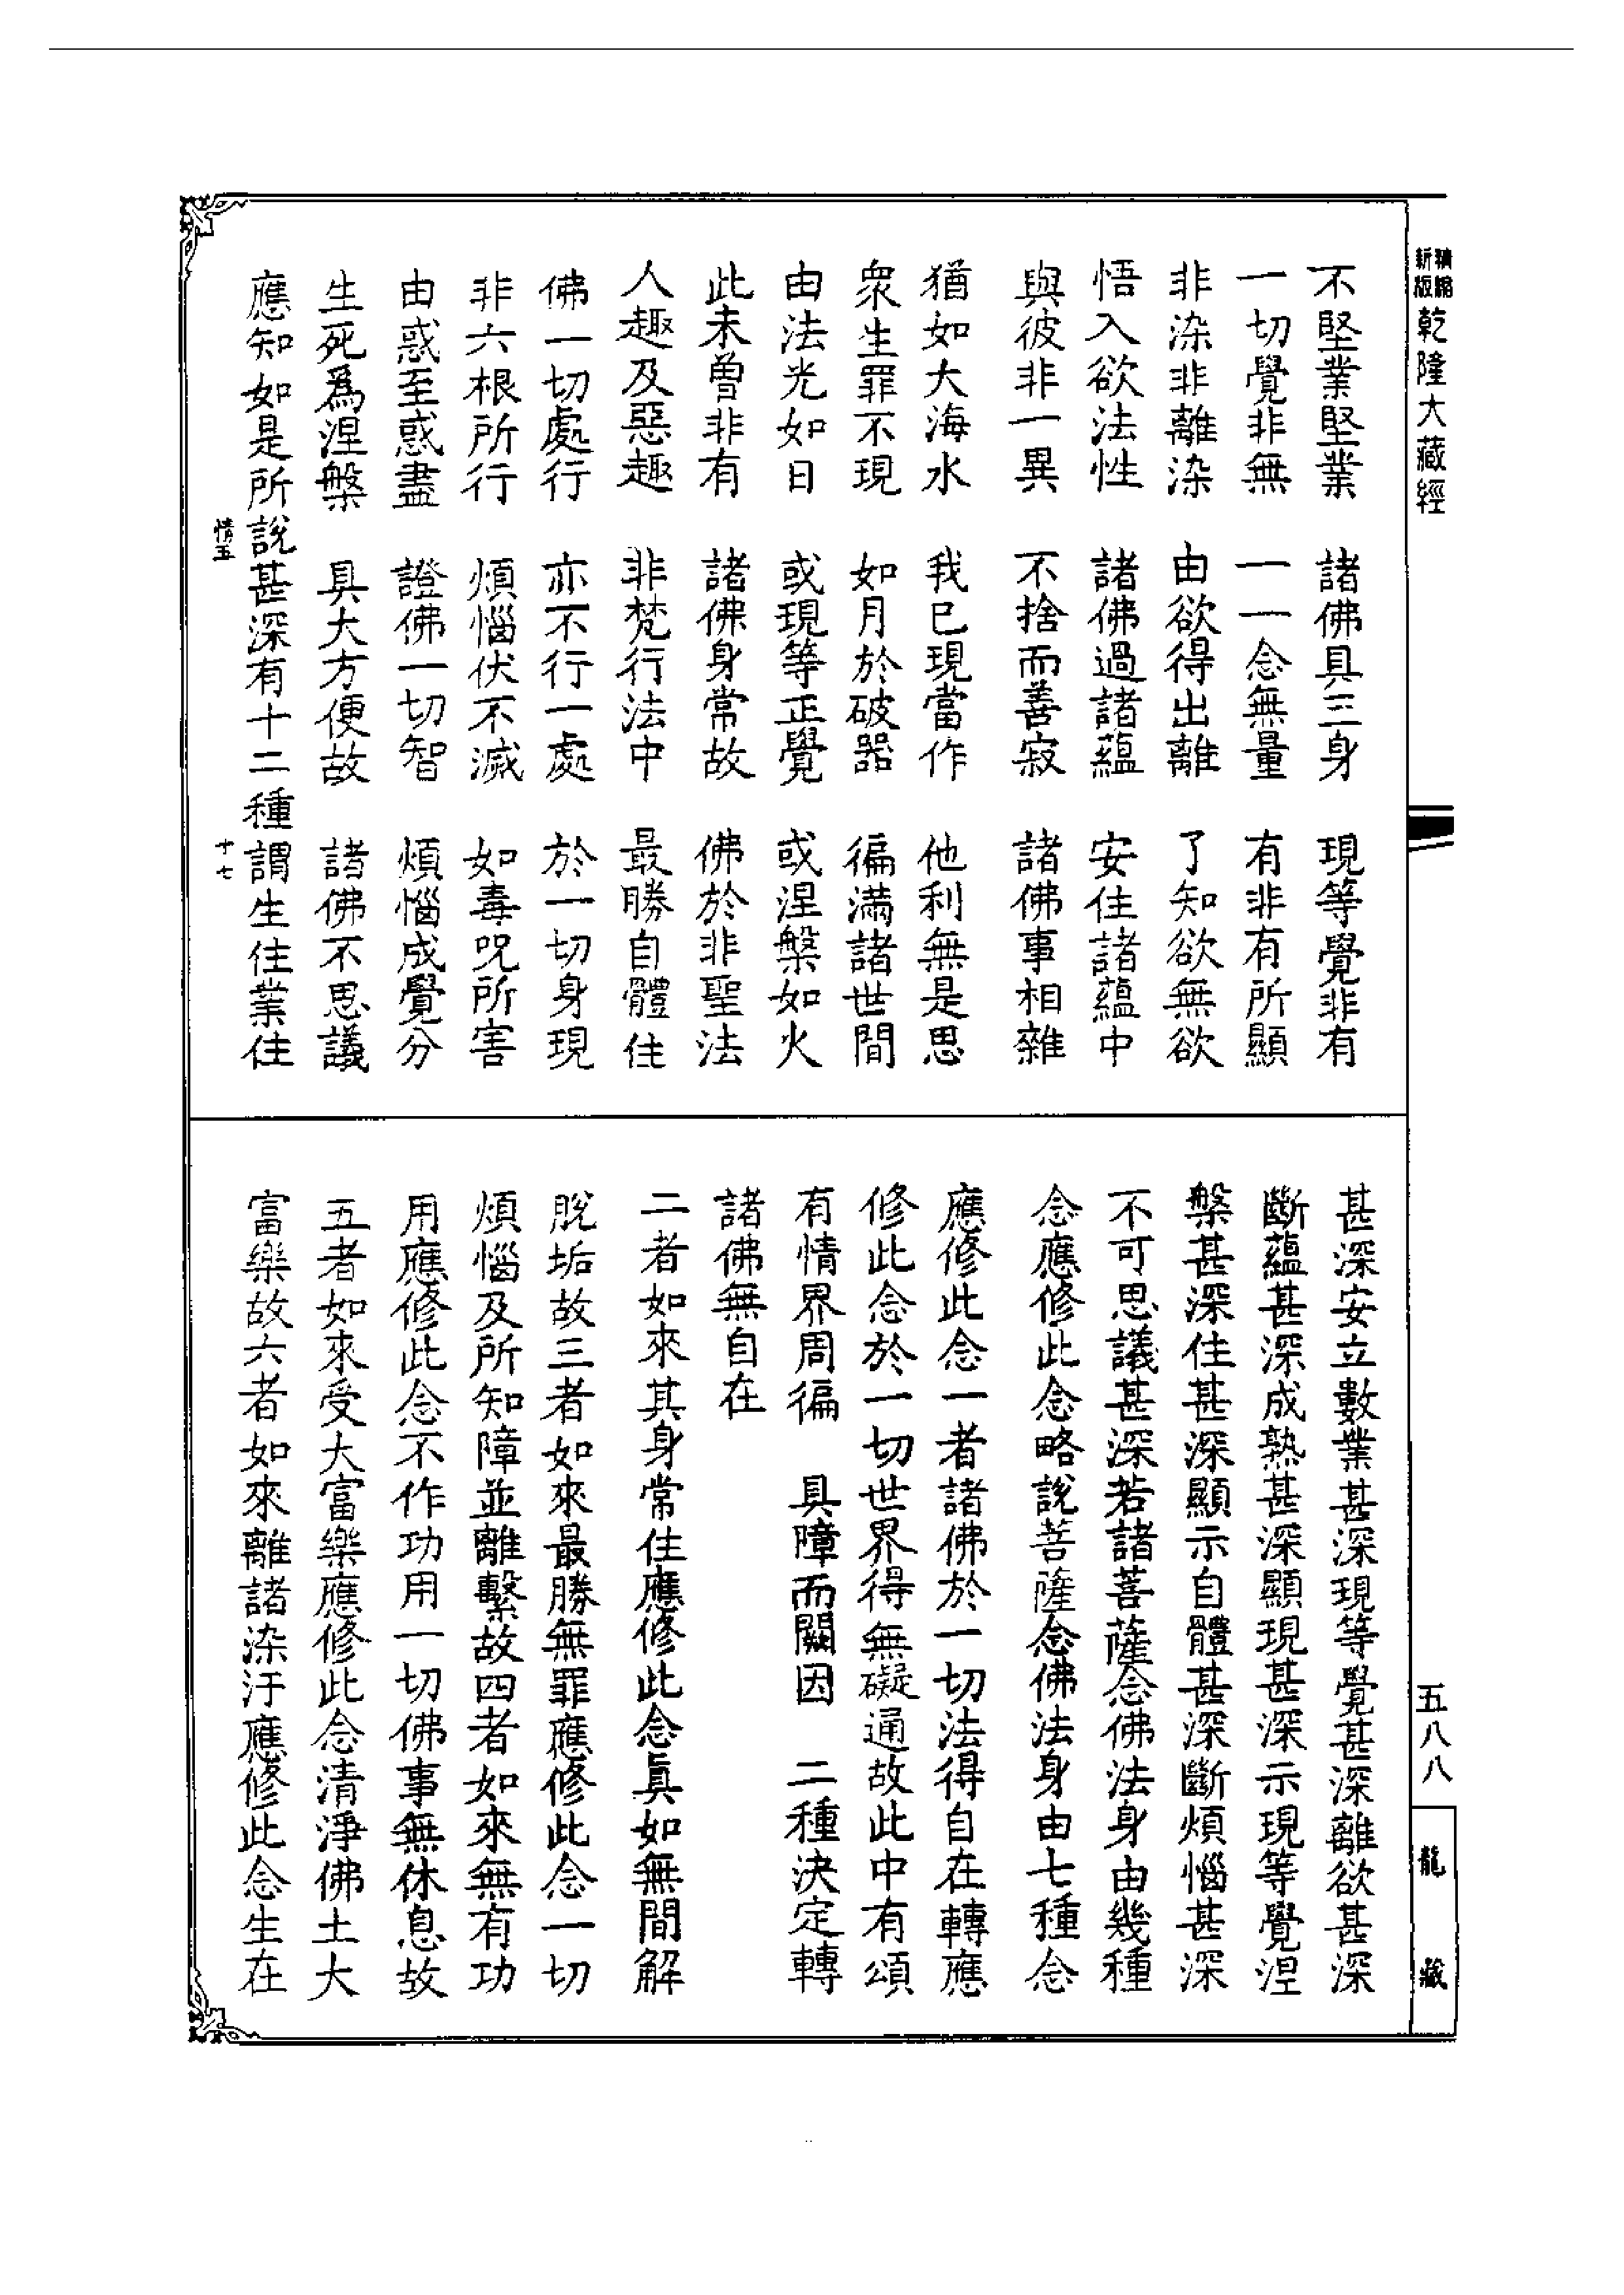 精縮新版乾隆大藏經
不堅業堅業　諸佛具三身　現等覺非有
一切覺非無　一一念無量　有非有所顯
非染非離染　由欲得出離　了知欲無欲
悟入欲法性　諸佛過諸蘊　安住諸蘊中
與彼非一異　不捨而善寂　諸佛事相雜
猶如大海水　我已現當作　他利無是思
衆生罪不現　如月於破器　徧滿諸世間
由法光如日　或現等正覺　或涅槃如火
此未曾非有　諸佛身常故　佛於非聖法
人趣及惡趣　非梵行法中　最勝自體住
佛一切處行　亦不行一處　於一切身現
非六根所行　煩惱伏不滅　如毒呪所害
由惑至惑盡　證佛一切智　煩惱成覺分
生死爲涅槃　具大方便故　諸佛不思議
應知如是所說甚深有十二種謂生住業住
情五　十七
甚深安立數業甚深現等覺甚深離欲甚深
斷蘊甚深成熟甚深顯現甚深示現等覺涅
槃甚深住甚深顯示自體甚深斷煩惱甚深
不可思議甚深若諸菩薩念佛法身由幾種
念應修此念略說菩薩念佛法身由七種念
應修此念一者諸佛於一切法得自在轉應
修此念於一切世界得無礙通故此中有頌
有情界周徧　具障而闕因　二種決定轉
諸佛無自在
二者如來其身常住應修此念眞如無間解
脫垢故三者如來最勝無罪應修此念一切
煩惱及所知障並離繫故四者如來無有功
用應修此念不作功用一切佛事無休息故
五者如來受大富樂應修此念清淨佛土大
富樂故六者如來離諸染汙應修此念生在
五八八
龍藏